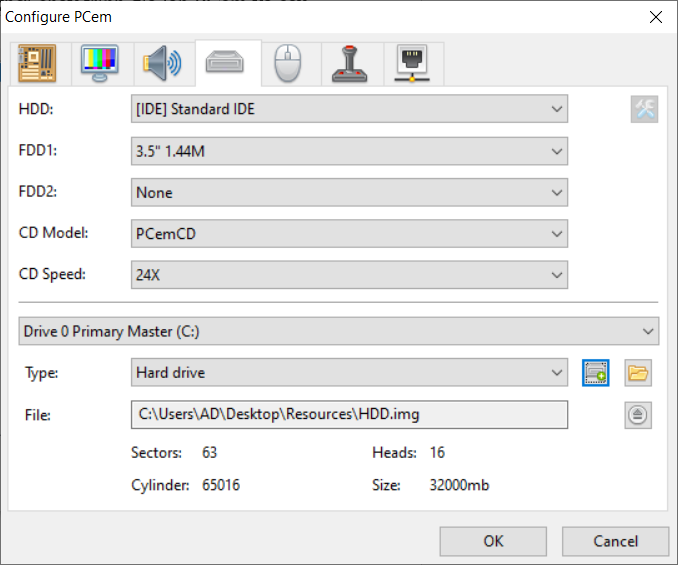 Configure PCem
HDD: [IDE] Standard IDE
FDD1: 3.5" 1.44M
FDD2: None
CD Model: PCemCD
CD Speed: 24X
Drive 0 Primary Master (C:)
Type: Hard drive
File: C:\Users\AD\Desktop\Resources\HDD.img
Sectors: 63 Heads: 16
Cylinder: 65016 Size: 32000mb
OK Cancel